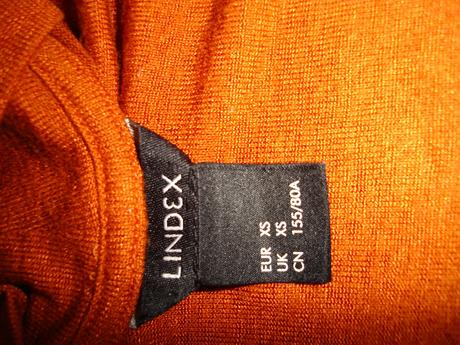 LINDEX
EUR XS
UK XS
CN 155/80A